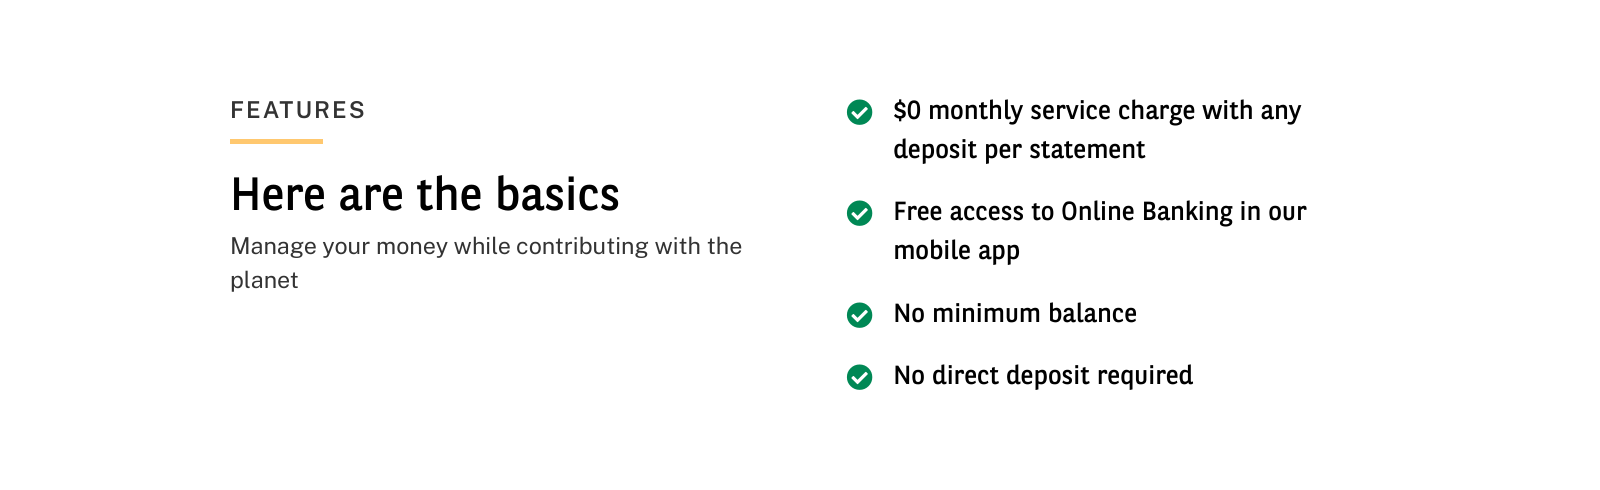 FEATURES
Here are the basics
Manage your money while contributing with the
planet
$0 monthly service charge with any
deposit per statement
Free access to Online Banking in our
mobile app
No minimum balance
No direct deposit required